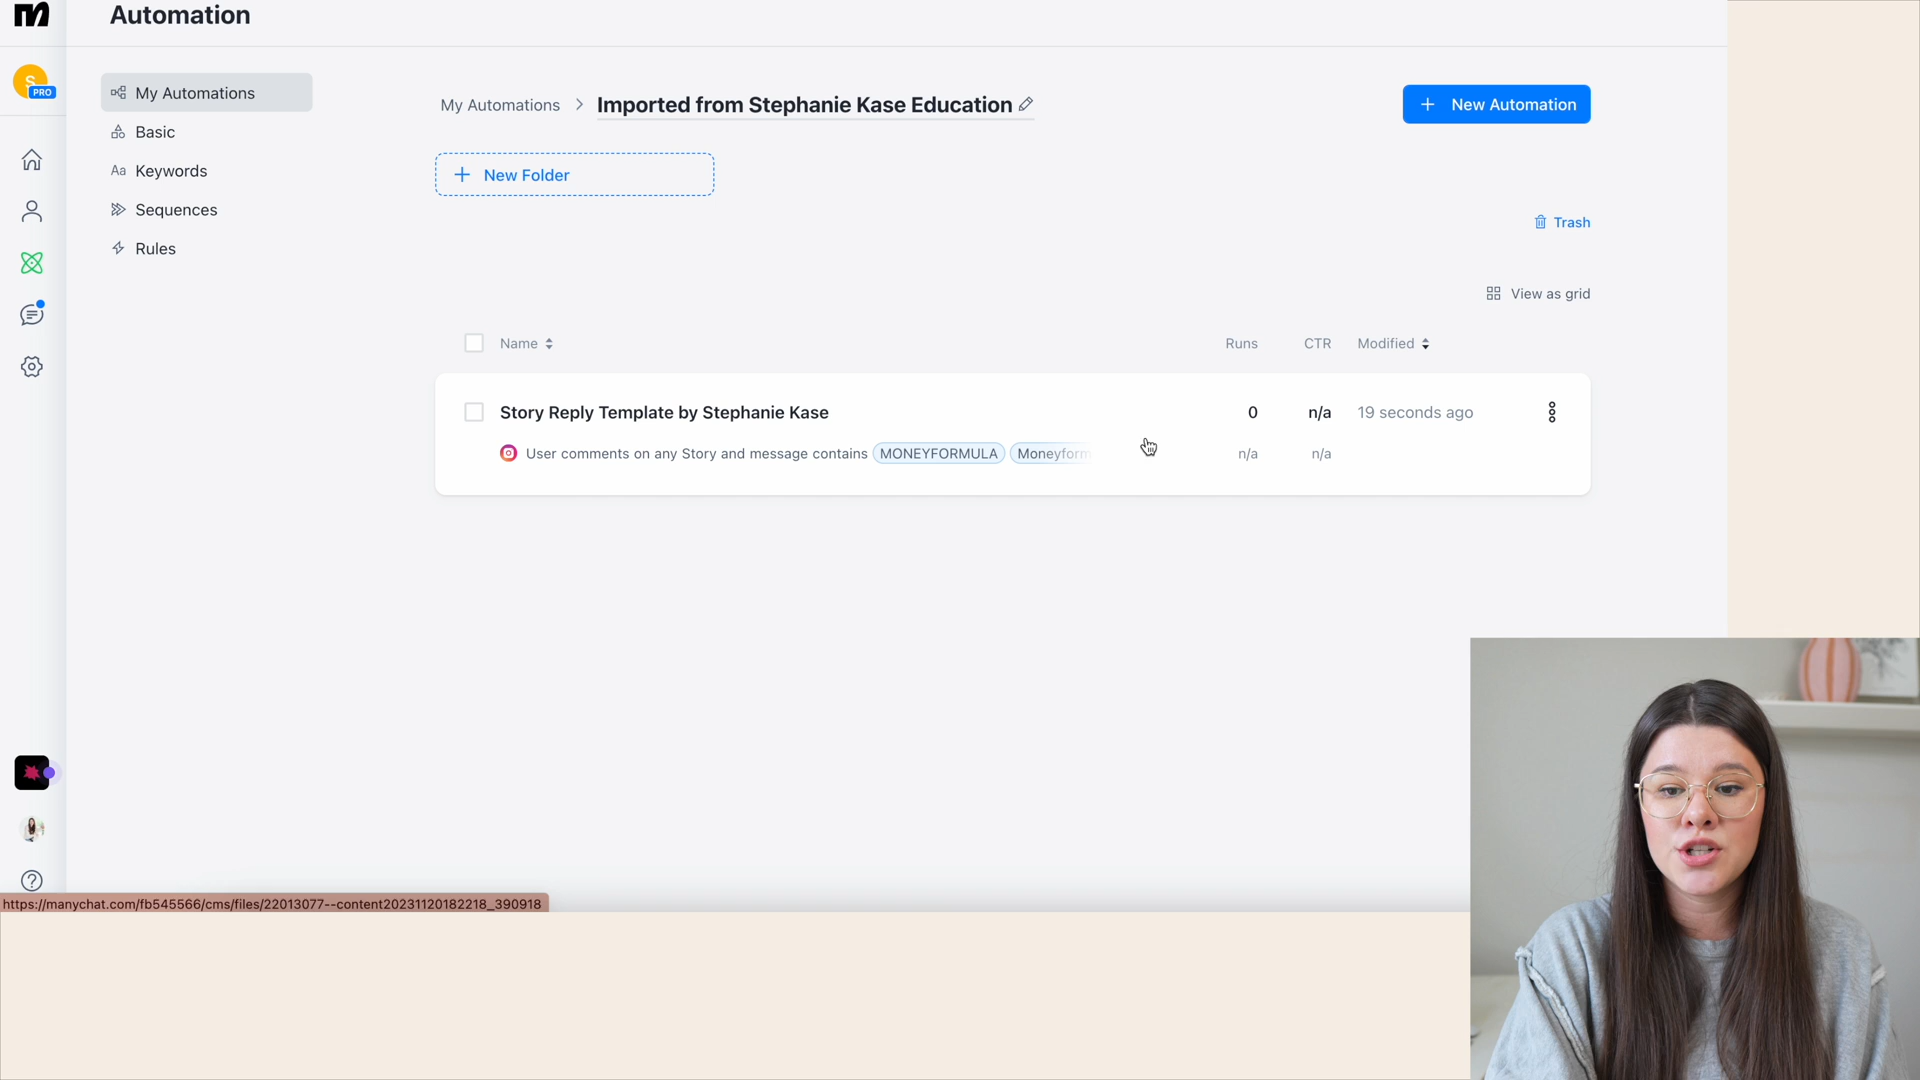 Automation
S
PRO
My Automations
Basic
Aa Keywords
Sequences
Rules
My Automations > Imported from Stephanie Kase Education
+ New Automation
+ New Folder
Trash
View as grid
Name Runs CTR Modified
Story Reply Template by Stephanie Kase 0 n/a 19 seconds ago
User comments on any Story and message contains MONEYFORMULA Moneyform n/a n/a
https://manychat.com/fb545566/cms/files/22013077--content20231120182218_390918